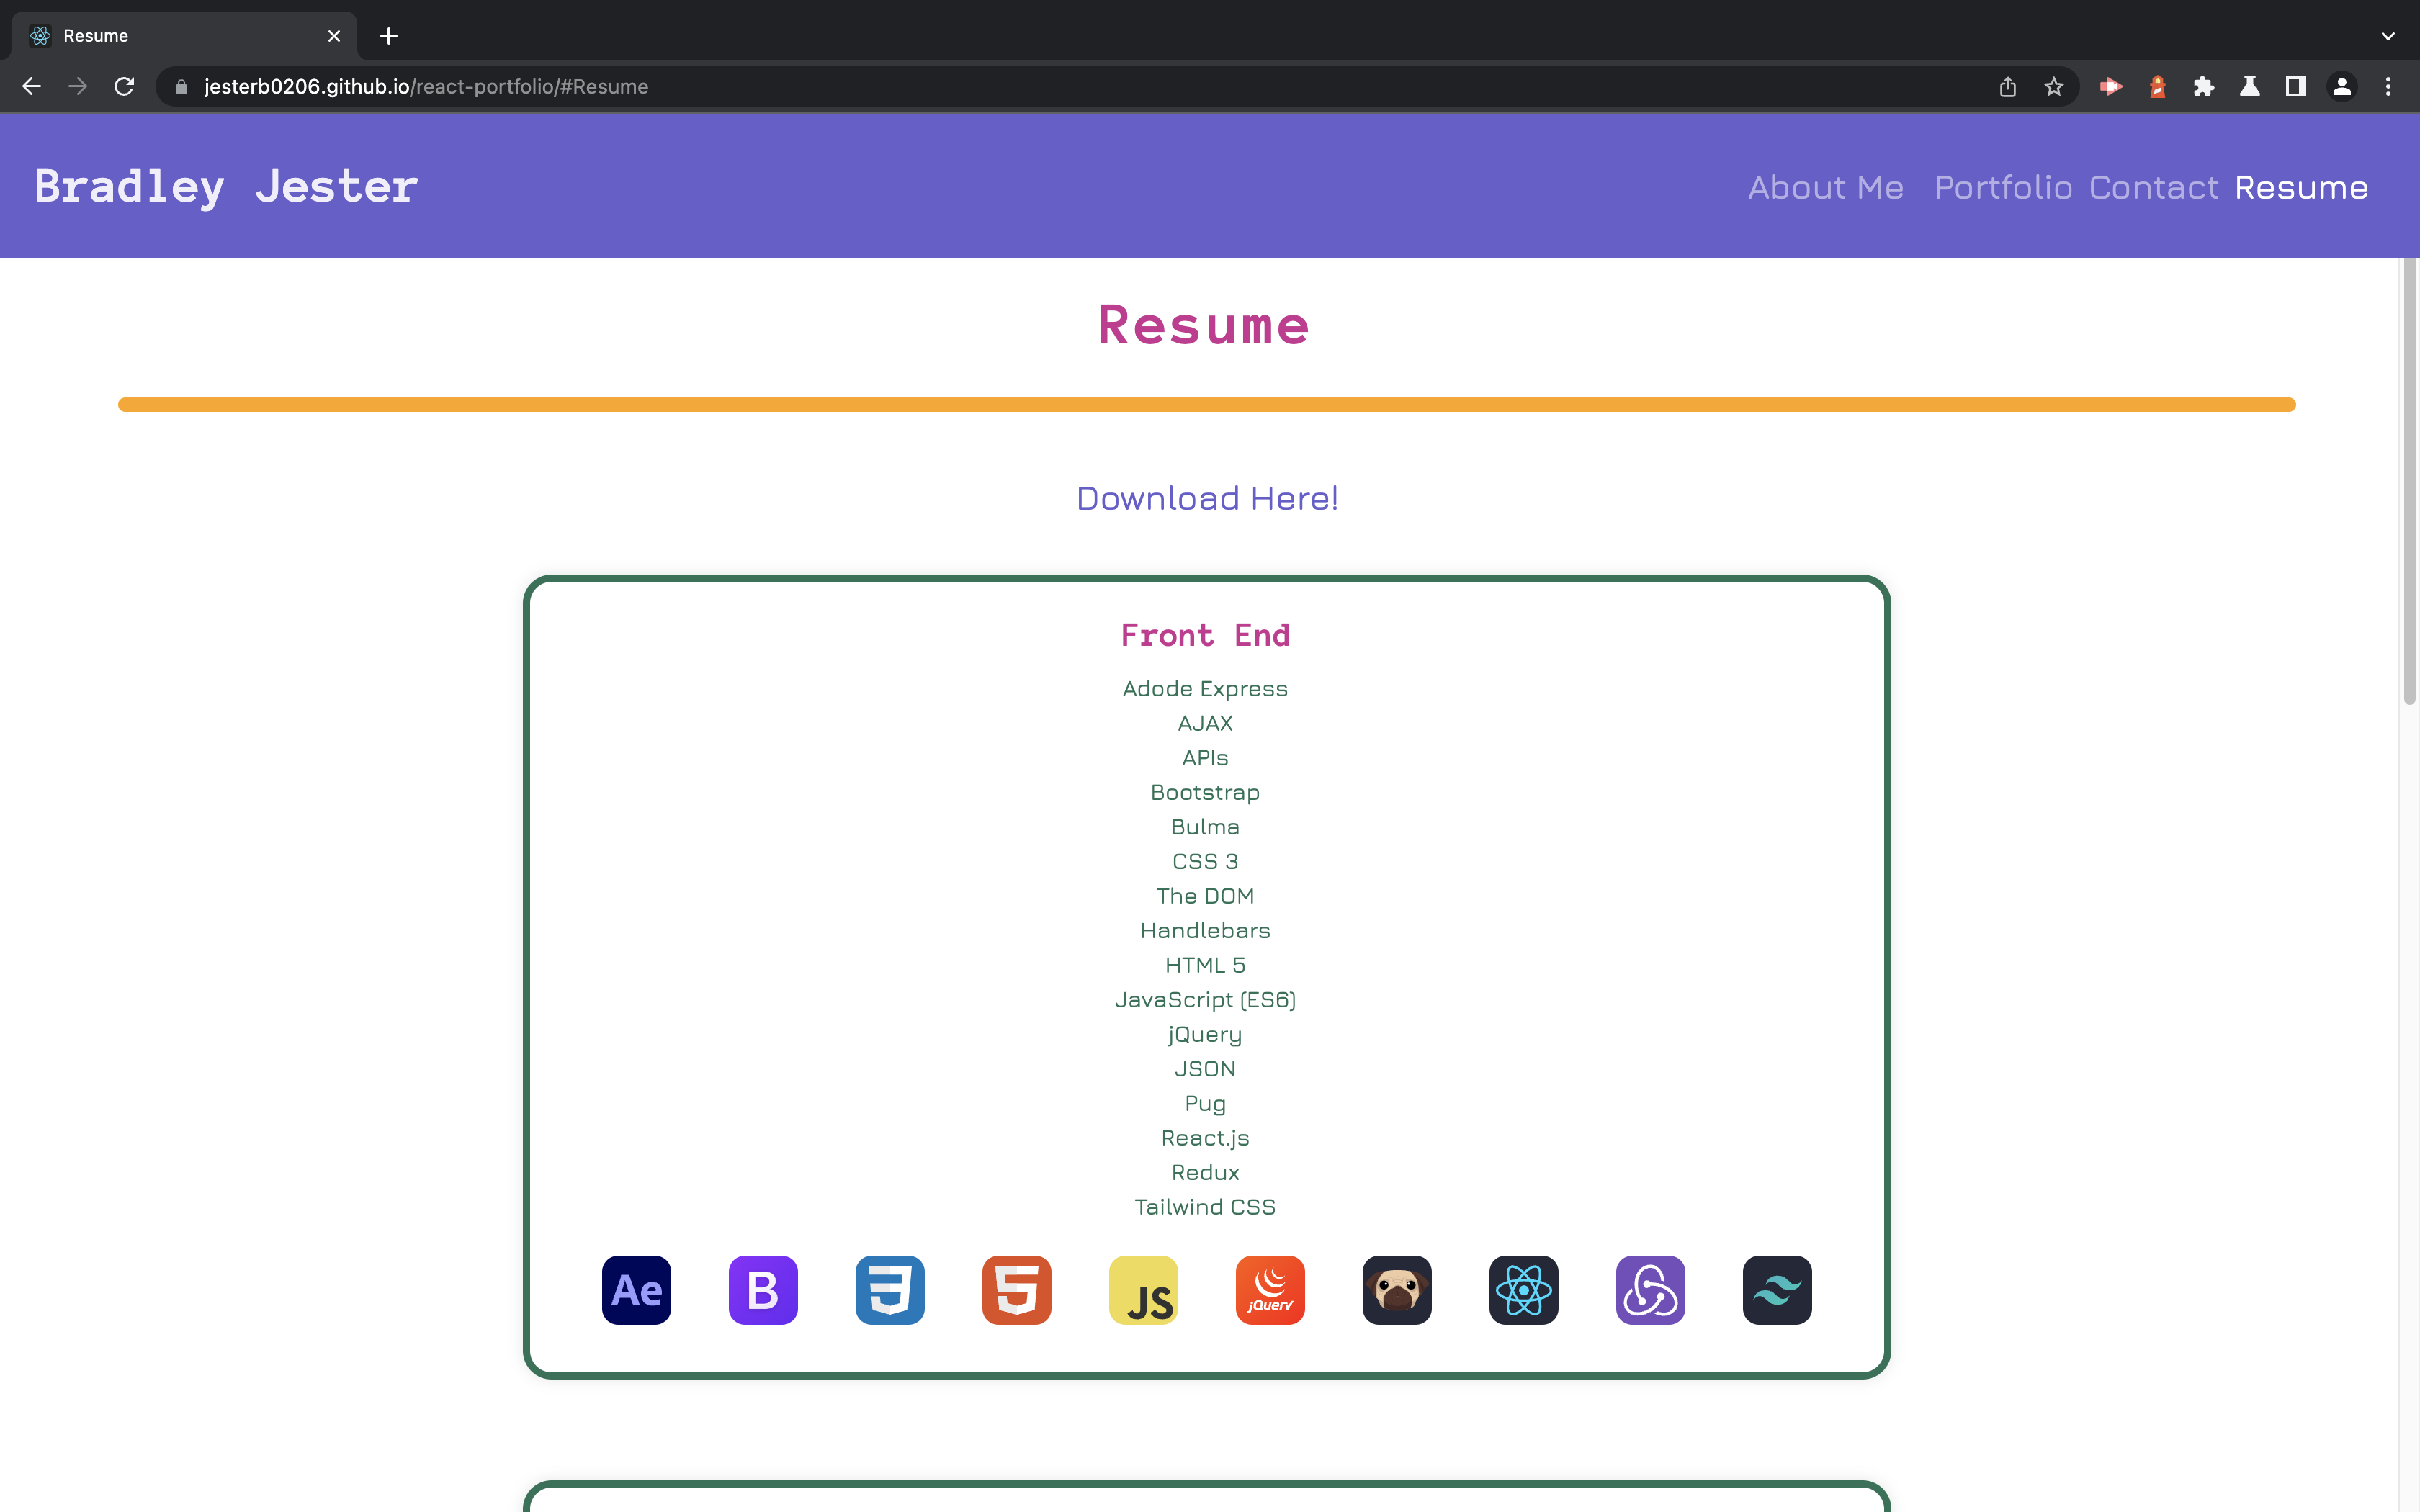 Resume
jesterb0206.github.io/react-portfolio/#Resume
Bradley Jester
About Me Portfolio Contact Resume
Resume
Download Here!
Front End
Adode Express
AJAX
APIs
Bootstrap
Bulma
CSS 3
The DOM
Handlebars
HTML 5
JavaScript (ES6)
jQuery
JSON
Pug
React.js
Redux
Tailwind CSS
Ae B 3 5 JS jQuery